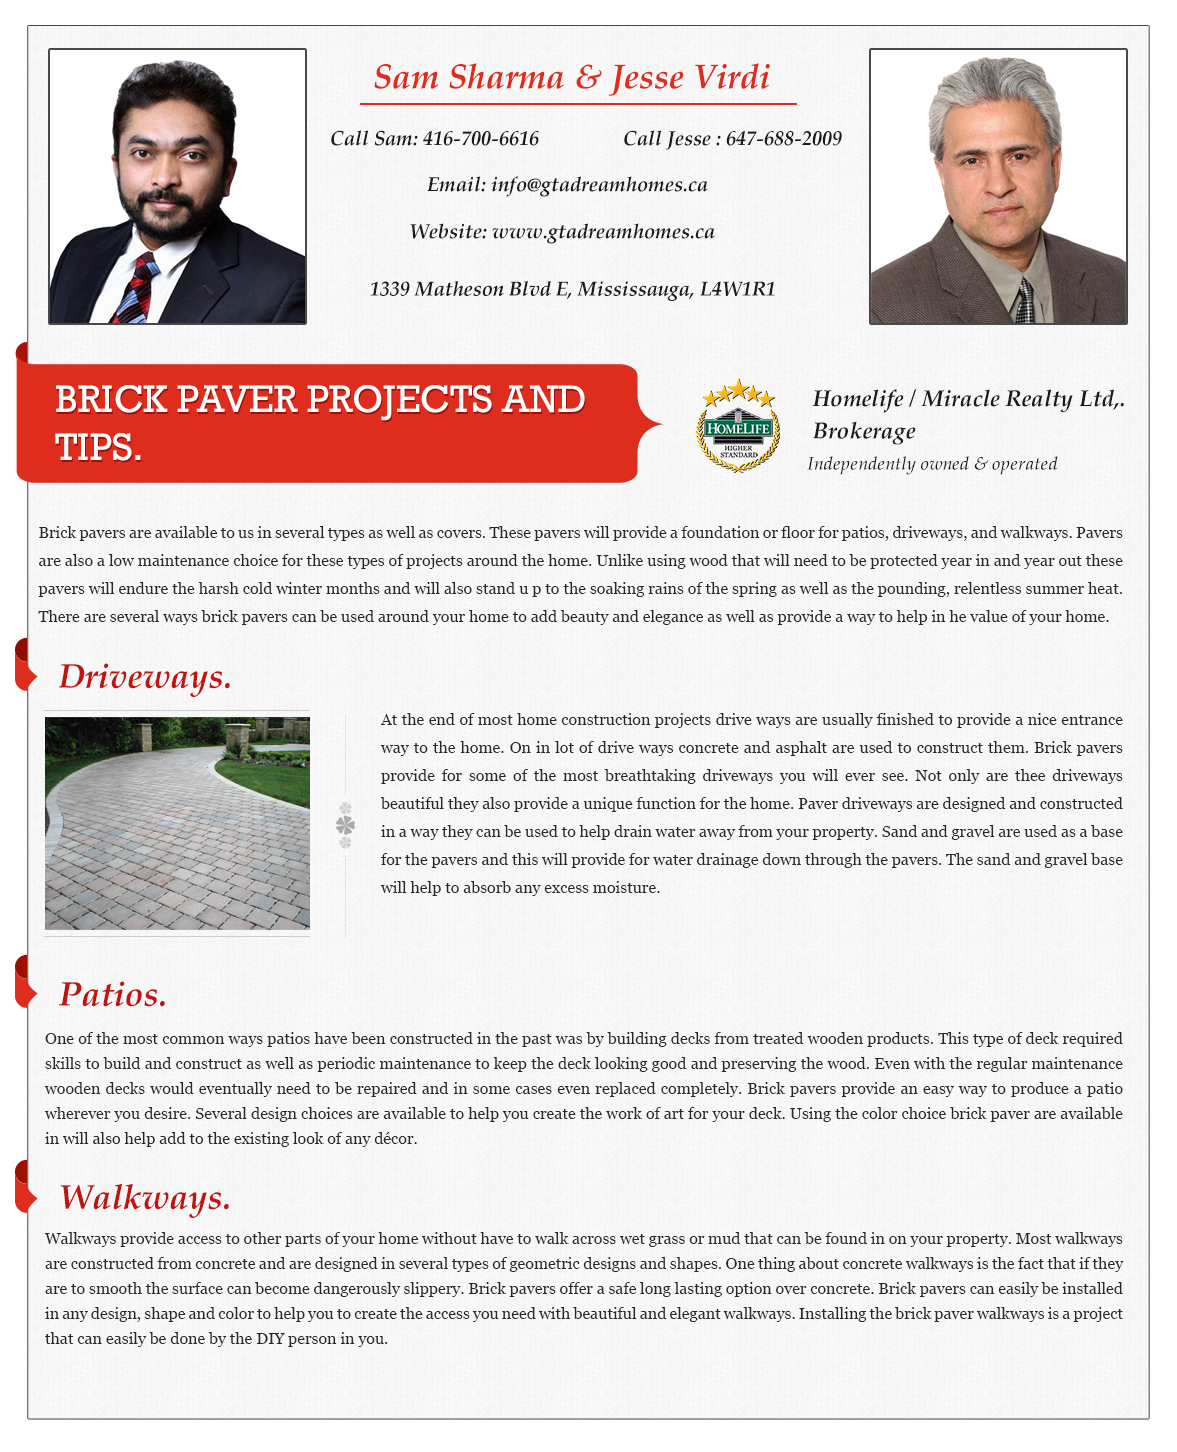 Sam Sharma & Jesse Virdi
Call Sam: 416-700-6616
Call Jesse : 647-688-2009
Email: info@gtadreamhomes.ca
Website: www.gtadreamhomes.ca
1339 Matheson Blvd E, Mississauga, L4W1R1
BRICK PAVER PROJECTS AND
TIPS.
HOMELIFE
HIGHER
STANDARD
Homelife / Miracle Realty Ltd,.
Brokerage
Independently owned & operated
Brick pavers are available to us in several types as well as covers. These pavers will provide a foundation or floor for patios, driveways, and walkways. Pavers
are also a low maintenance choice for these types of projects around the home. Unlike using wood that will need to be protected year in and year out these
pavers will endure the harsh cold winter months and will also stand u p to the soaking rains of the spring as well as the pounding, relentless summer heat.
There are several ways brick pavers can be used around your home to add beauty and elegance as well as provide a way to help in he value of your home.
Driveways.
At the end of most home construction projects drive ways are usually finished to provide a nice entrance
way to the home. On in lot of drive ways concrete and asphalt are used to construct them. Brick pavers
provide for some of the most breathtaking driveways you will ever see. Not only are thee driveways
beautiful they also provide a unique function for the home. Paver driveways are designed and constructed
in a way they can be used to help drain water away from your property. Sand and gravel are used as a base
for the pavers and this will provide for water drainage down through the pavers. The sand and gravel base
will help to absorb any excess moisture.
Patios.
One of the most common ways patios have been constructed in the past was by building decks from treated wooden products. This type of deck required
skills to build and construct as well as periodic maintenance to keep the deck looking good and preserving the wood. Even with the regular maintenance
wooden decks would eventually need to be repaired and in some cases even replaced completely. Brick pavers provide an easy way to produce a patio
wherever you desire. Several design choices are available to help you create the work of art for your deck. Using the color choice brick paver are available
in will also help add to the existing look of any décor.
Walkways.
Walkways provide access to other parts of your home without have to walk across wet grass or mud that can be found in on your property. Most walkways
are constructed from concrete and are designed in several types of geometric designs and shapes. One thing about concrete walkways is the fact that if they
are to smooth the surface can become dangerously slippery. Brick pavers offer a safe long lasting option over concrete. Brick pavers can easily be installed
in any design, shape and color to help you to create the access you need with beautiful and elegant walkways. Installing the brick paver walkways is a project
that can easily be done by the DIY person in you.